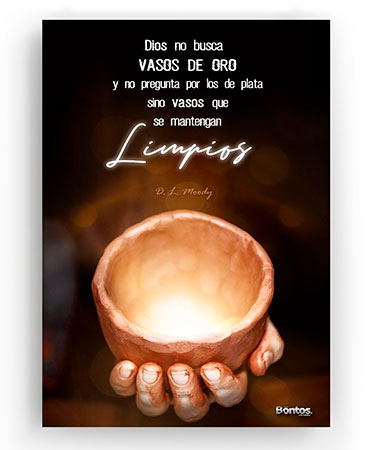 Dios no busca
VASOS DE ORO
y no pregunta por los de plata
sino VASOS que
se mantengan
Limpios
D. L. Moody
Bontos.